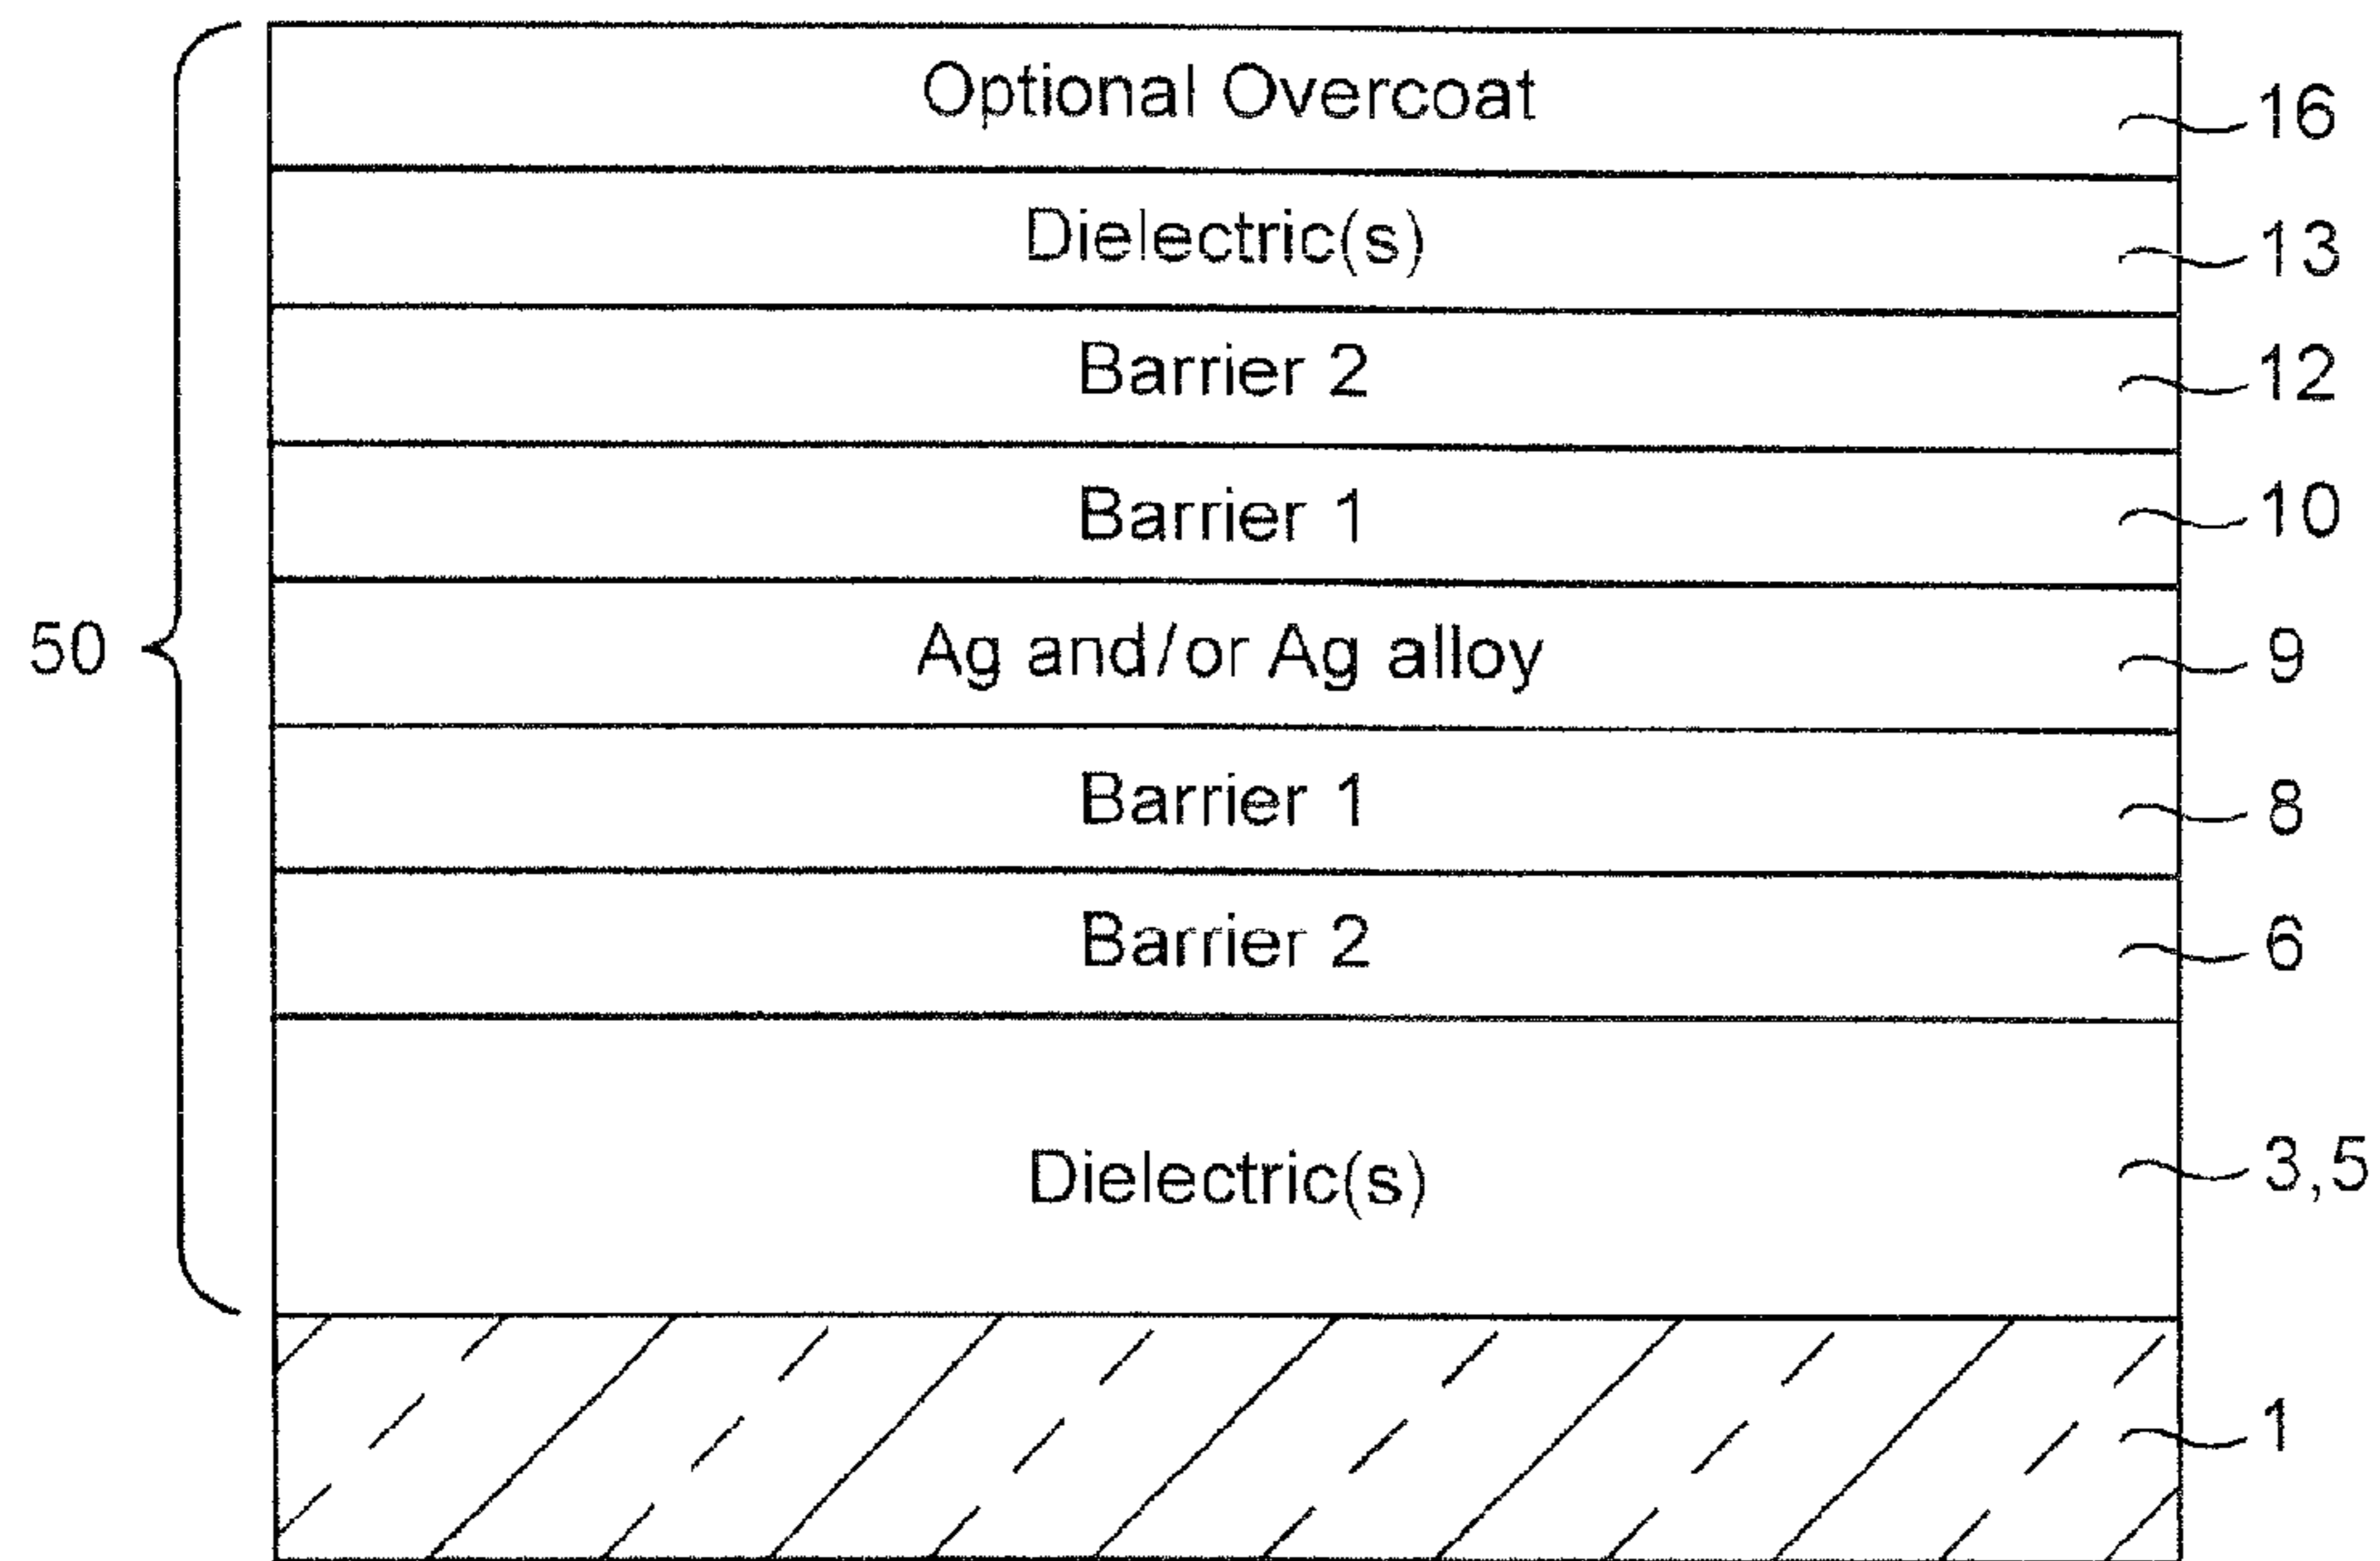 Optional Overcoat 16
Dielectric(s) 13
Barrier 2 12
Barrier 1 10
50 Ag and/or Ag alloy 9
Barrier 1 8
Barrier 2 6
Dielectric(s) 3,5
1